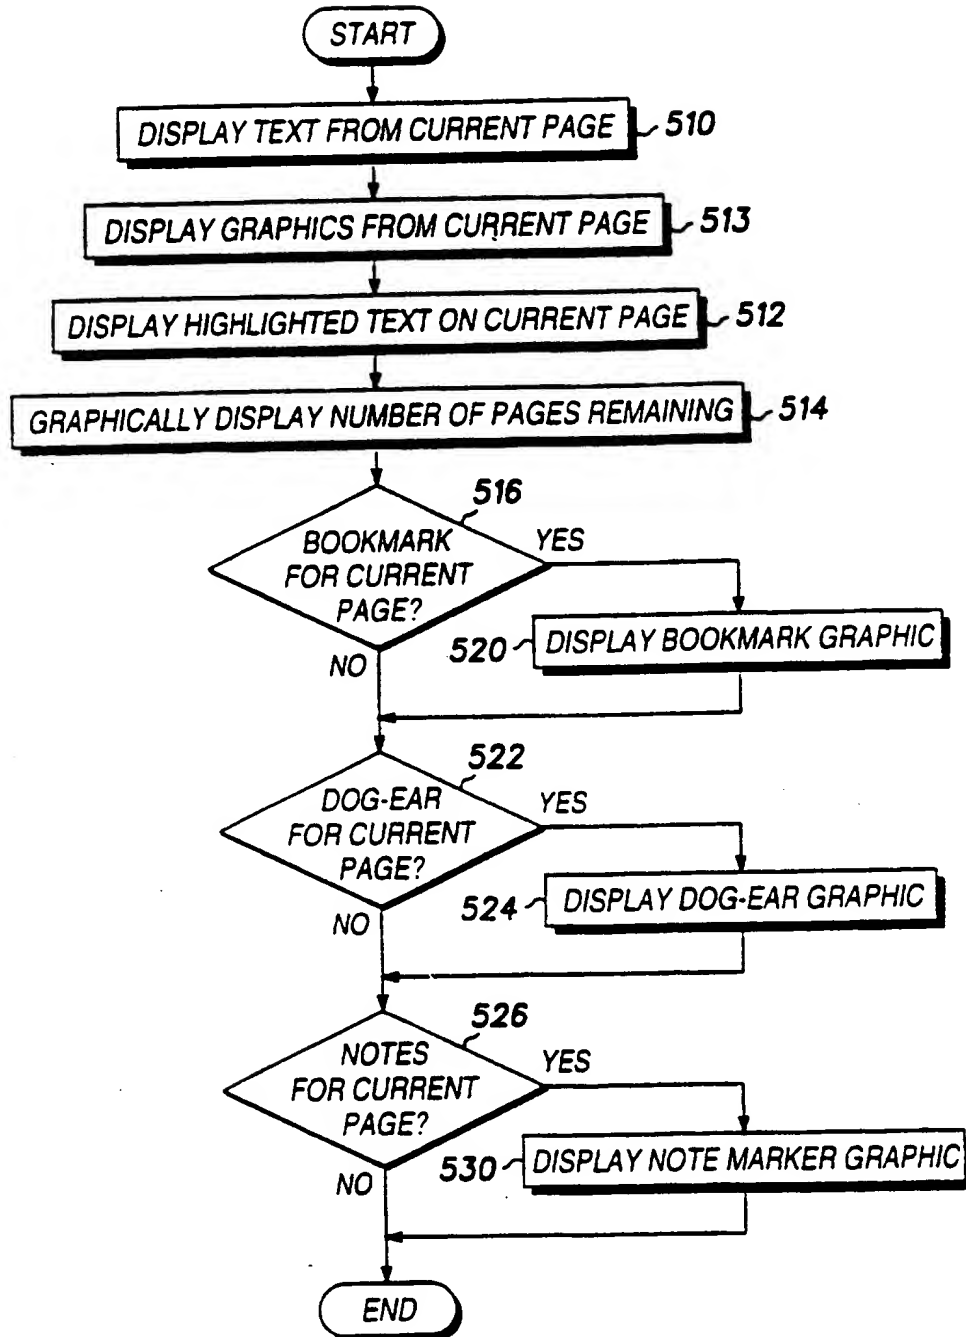 START
DISPLAY TEXT FROM CURRENT PAGE
510
DISPLAY GRAPHICS FROM CURRENT PAGE
513
DISPLAY HIGHLIGHTED TEXT ON CURRENT PAGE
512
GRAPHICALLY DISPLAY NUMBER OF PAGES REMAINING
514
516
BOOKMARK
FOR CURRENT
PAGE?
YES
NO
520
DISPLAY BOOKMARK GRAPHIC
522
DOG-EAR
FOR CURRENT
PAGE?
YES
NO
524
DISPLAY DOG-EAR GRAPHIC
526
NOTES
FOR CURRENT
PAGE?
YES
NO
530
DISPLAY NOTE MARKER GRAPHIC
END